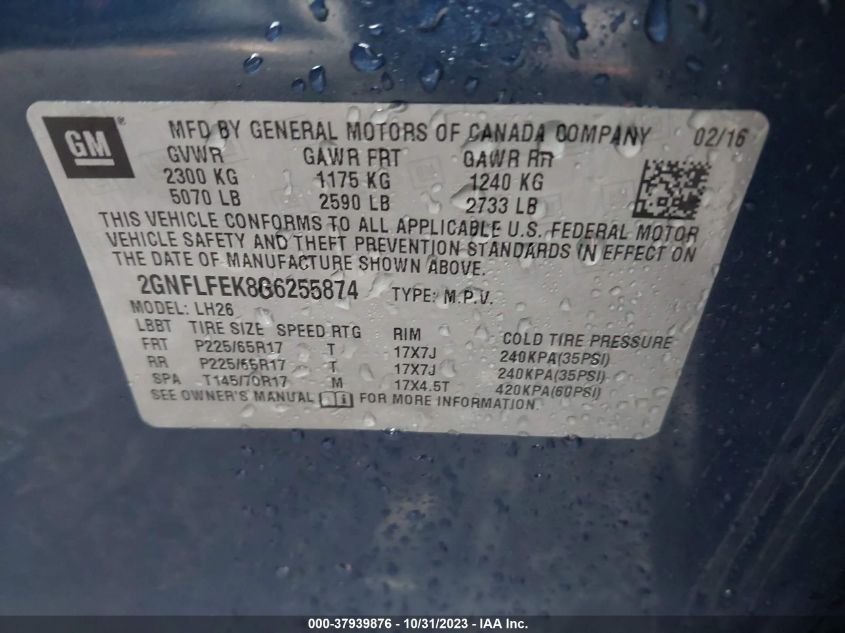 GM ® MFD BY GENERAL MOTORS OF CANADA COMPANY 02/16
GVWR GAWR FRT GAWR RR
2300 KG 1175 KG 1240 KG
5070 LB 2590 LB 2733 LB
THIS VEHICLE CONFORMS TO ALL APPLICABLE U.S. FEDERAL MOTOR
VEHICLE SAFETY AND THEFT PREVENTION STANDARDS IN EFFECT ON
THE DATE OF MANUFACTURE SHOWN ABOVE.
2GNFLFEK8G6255874 TYPE: M.P.V.
MODEL: LH26
LBBT TIRE SIZE SPEED RTG RIM COLD TIRE PRESSURE
FRT P225/65R17 T 17X7J 240KPA(35PSI)
RR P225/65R17 T 17X7J 240KPA(35PSI)
SPA T145/70R17 M 17X4.5T 420KPA(60PSI)
SEE OWNER'S MANUAL FOR MORE INFORMATION.
000-37939876 - 10/31/2023 - IAA Inc.